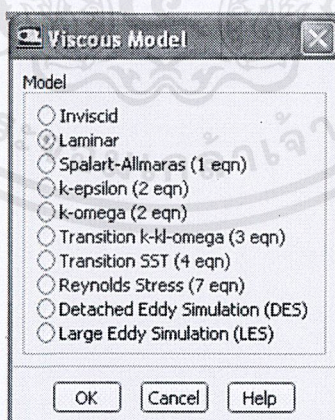 Viscous Model
Model
Inviscid
Laminar
Spalart-Allmaras (1 eqn)
k-epsilon (2 eqn)
k-omega (2 eqn)
Transition k-kl-omega (3 eqn)
Transition SST (4 eqn)
Reynolds Stress (7 eqn)
Detached Eddy Simulation (DES)
Large Eddy Simulation (LES)
OK Cancel Help